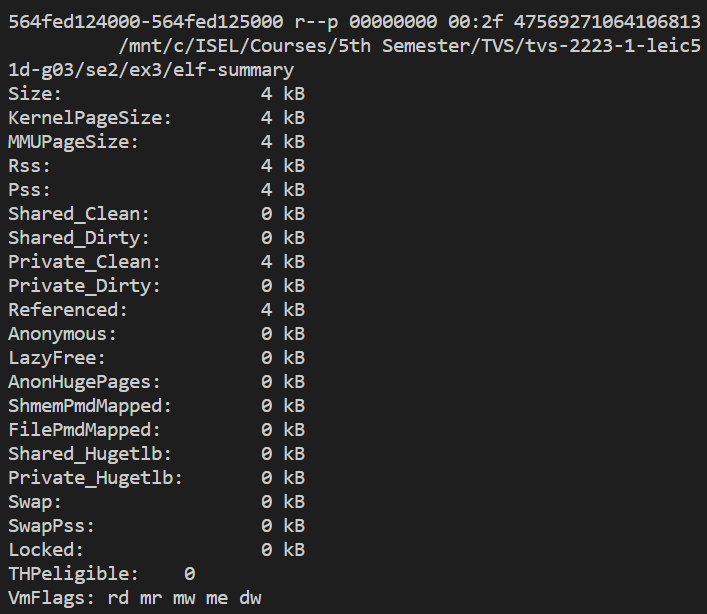 564fed124000-564fed125000 r--p 00000000 00:2f 47569271064106813
/mnt/c/ISEL/Courses/5th Semester/TVS/tvs-2223-1-leic5
1d-g03/se2/ex3/elf-summary
Size:                  4 kB
KernelPageSize:        4 kB
MMUPageSize:           4 kB
Rss:                   4 kB
Pss:                   4 kB
Shared_Clean:          0 kB
Shared_Dirty:          0 kB
Private_Clean:         4 kB
Private_Dirty:         0 kB
Referenced:            4 kB
Anonymous:             0 kB
LazyFree:              0 kB
AnonHugePages:         0 kB
ShmemPmdMapped:        0 kB
FilePmdMapped:         0 kB
Shared_Hugetlb:        0 kB
Private_Hugetlb:       0 kB
Swap:                  0 kB
SwapPss:               0 kB
Locked:                0 kB
THPeligible:    0
VmFlags: rd mr mw me dw